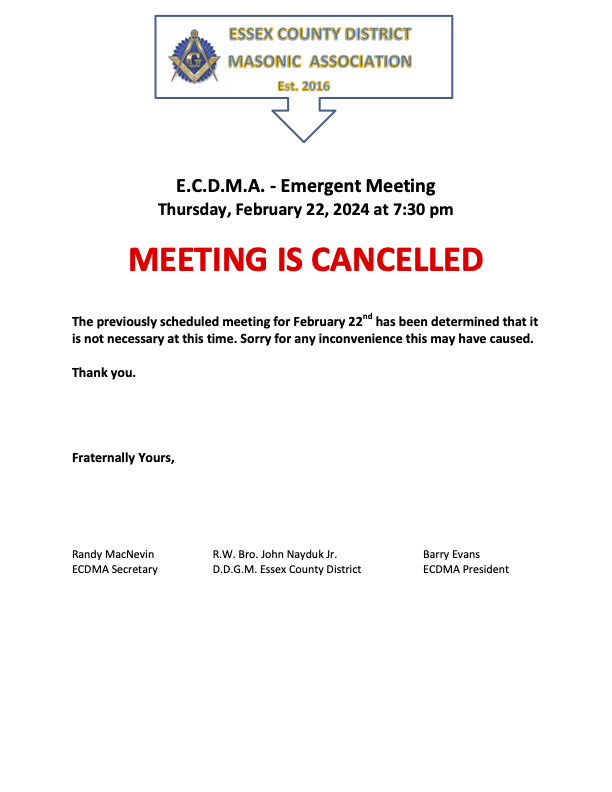 ESSEX COUNTY DISTRICT
MASONIC ASSOCIATION
Est. 2016
G
E.C.D.M.A. - Emergent Meeting
Thursday, February 22, 2024 at 7:30 pm
MEETING IS CANCELLED
The previously scheduled meeting for February 22nd has been determined that it
is not necessary at this time. Sorry for any inconvenience this may have caused.
Thank you.
Fraternally Yours,
Randy MacNevin R.W. Bro. John Nayduk Jr. Barry Evans
ECDMA Secretary D.D.G.M. Essex County District ECDMA President